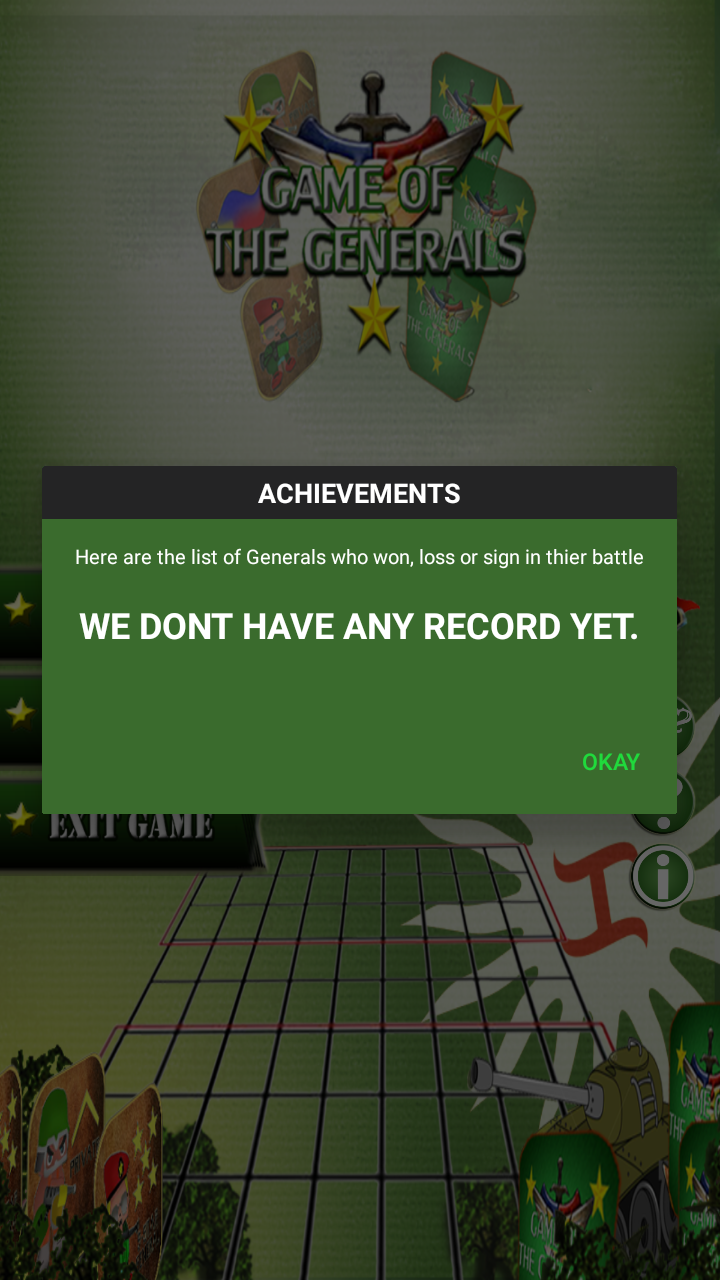 GAME OF
THE GENERALS
ACHIEVEMENTS
Here are the list of Generals who won, loss or sign in thier battle
WE DONT HAVE ANY RECORD YET.
OKAY
EXIT GAME